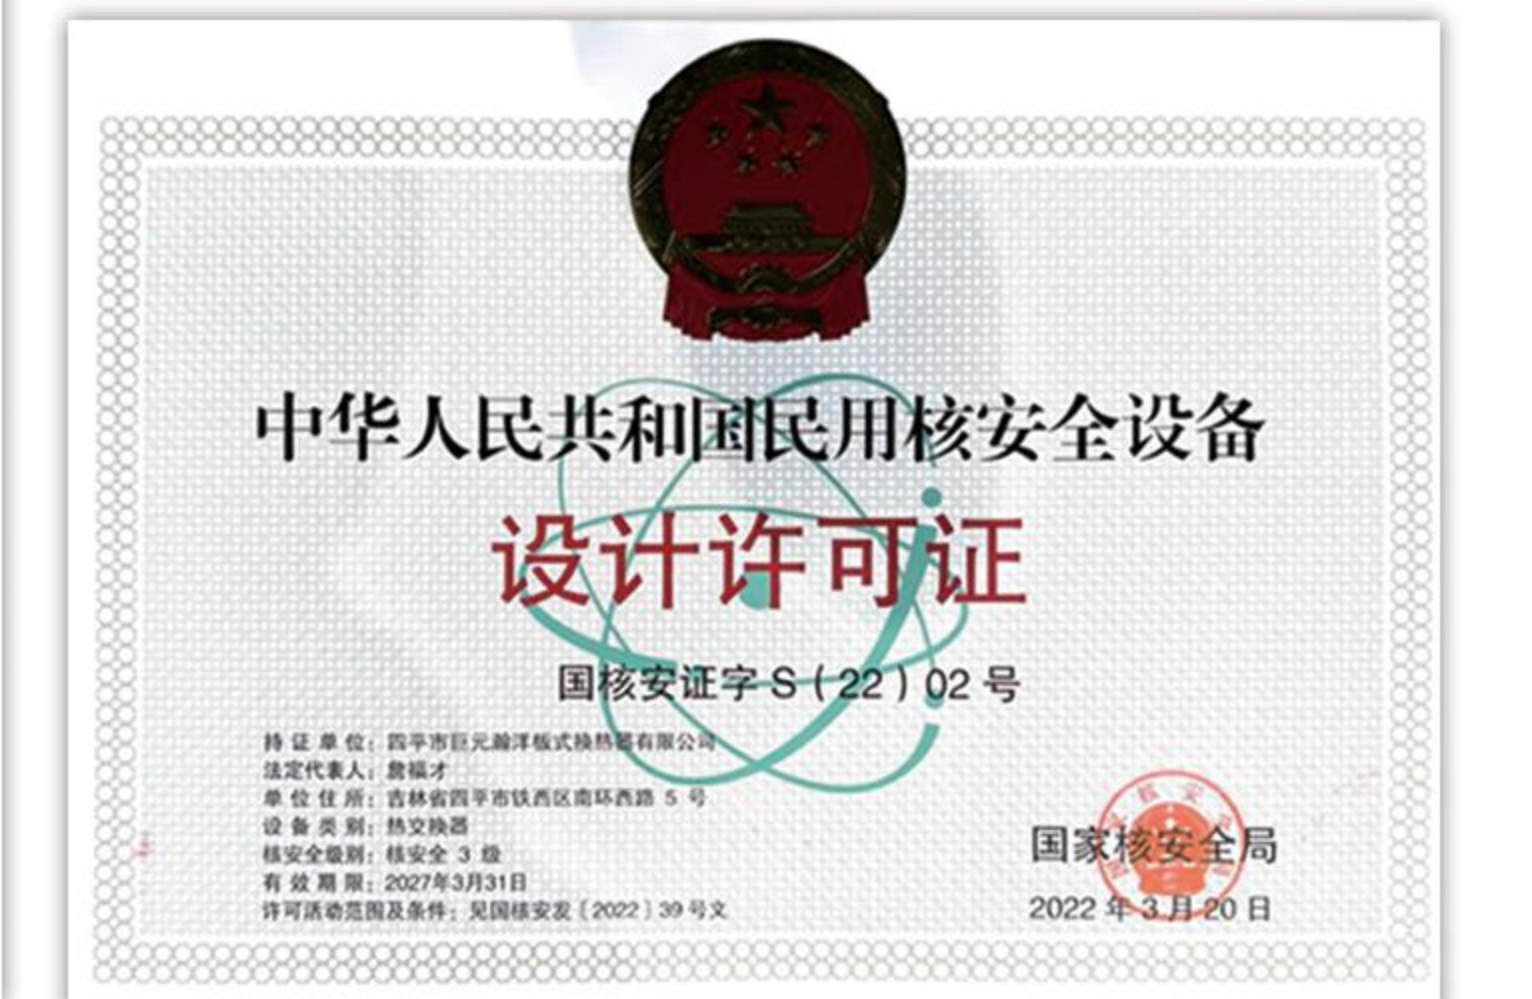 中华人民共和国民用核安全设备
设计许可证
国核安证字 S（22）02 号
持证单位：四平市巨元瀚洋板式换热器有限公司
法定代表人：詹福才
单位住所：吉林省四平市铁西区南环西路 5 号
设备类别：热交换器
核安全级别：核安全 3 级
有效期限：2027年3月31日
许可活动范围及条件：见国核安发〔2022〕39 号文
国家核安全局
2022 年 3 月 20 日